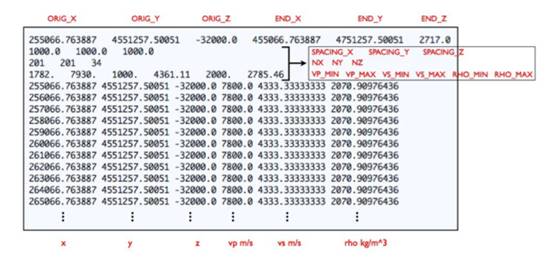 ORIG_X ORIG_Y ORIG_Z END_X END_Y END_Z
255066.763887 4551257.50051 -32000.0 455066.763887 4751257.50051 2717.0
1000.0 1000.0 1000.0
SPACING_X SPACING_Y SPACING_Z
201 201 34
NX NY NZ
1782. 7930. 1000. 4361.11 2000. 2785.46
VP_MIN VP_MAX VS_MIN VS_MAX RHO_MIN RHO_MAX
255066.763887 4551257.50051 -32000.0 7800.0 4333.33333333 2070.90976436
256066.763887 4551257.50051 -32000.0 7800.0 4333.33333333 2070.90976436
257066.763887 4551257.50051 -32000.0 7800.0 4333.33333333 2070.90976436
258066.763887 4551257.50051 -32000.0 7800.0 4333.33333333 2070.90976436
259066.763887 4551257.50051 -32000.0 7800.0 4333.33333333 2070.90976436
260066.763887 4551257.50051 -32000.0 7800.0 4333.33333333 2070.90976436
261066.763887 4551257.50051 -32000.0 7800.0 4333.33333333 2070.90976436
262066.763887 4551257.50051 -32000.0 7800.0 4333.33333333 2070.90976436
263066.763887 4551257.50051 -32000.0 7800.0 4333.33333333 2070.90976436
264066.763887 4551257.50051 -32000.0 7800.0 4333.33333333 2070.90976436
265066.763887 4551257.50051 -32000.0 7800.0 4333.33333333 2070.90976436
⋮ ⋮ ⋮ ⋮ ⋮ ⋮
x y z vp m/s vs m/s rho kg/m^3